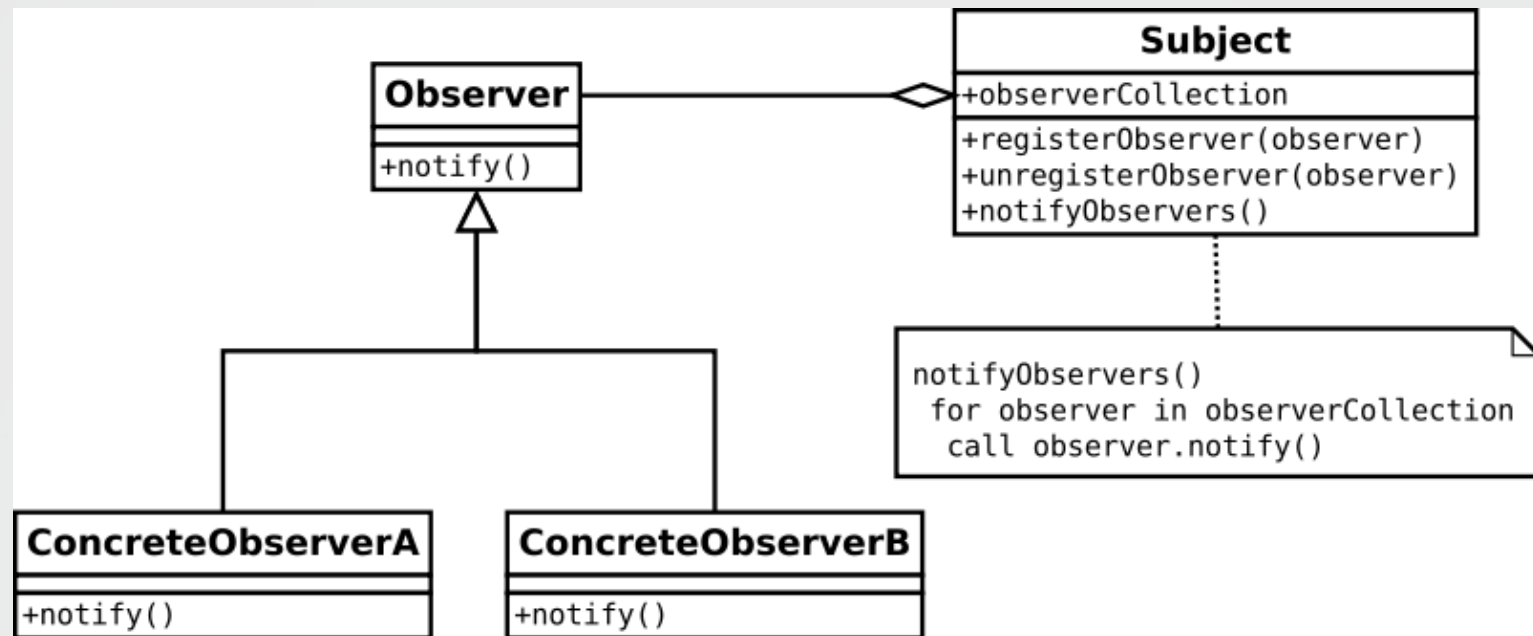 Subject
+observerCollection
+registerObserver(observer)
+unregisterObserver(observer)
+notifyObservers()
Observer
+notify()
notifyObservers()
for observer in observerCollection
call observer.notify()
ConcreteObserverA
+notify()
ConcreteObserverB
+notify()